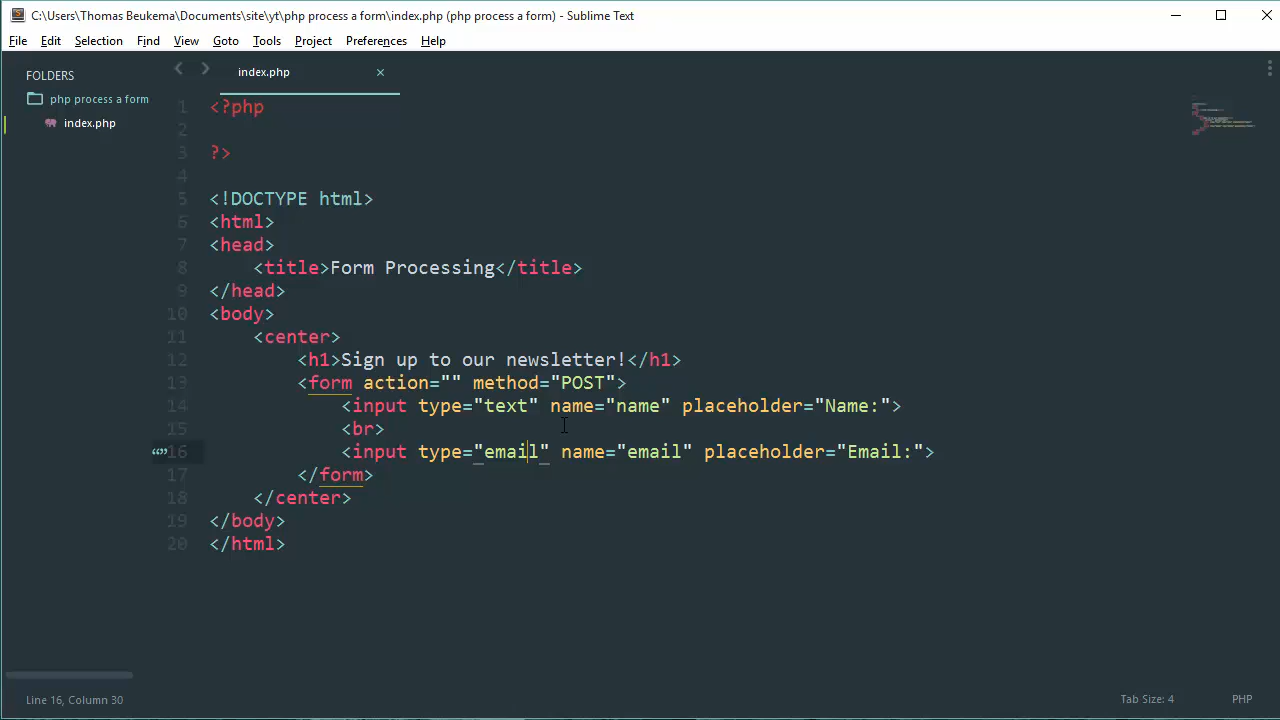 C:\Users\Thomas Beukema\Documents\site\yt\php process a form\index.php (php process a form) - Sublime Text
File Edit Selection Find View Goto Tools Project Preferences Help
FOLDERS
php process a form
index.php
index.php
1 <?php
2
3 ?>
4
5 <!DOCTYPE html>
6 <html>
7 <head>
8 <title>Form Processing</title>
9 </head>
10 <body>
11 <center>
12 <h1>Sign up to our newsletter!</h1>
13 <form action="" method="POST">
14 <input type="text" name="name" placeholder="Name:">
15 <br>
16 <input type="email" name="email" placeholder="Email:">
17 </form>
18 </center>
19 </body>
20 </html>
Line 16, Column 30
Tab Size: 4
PHP